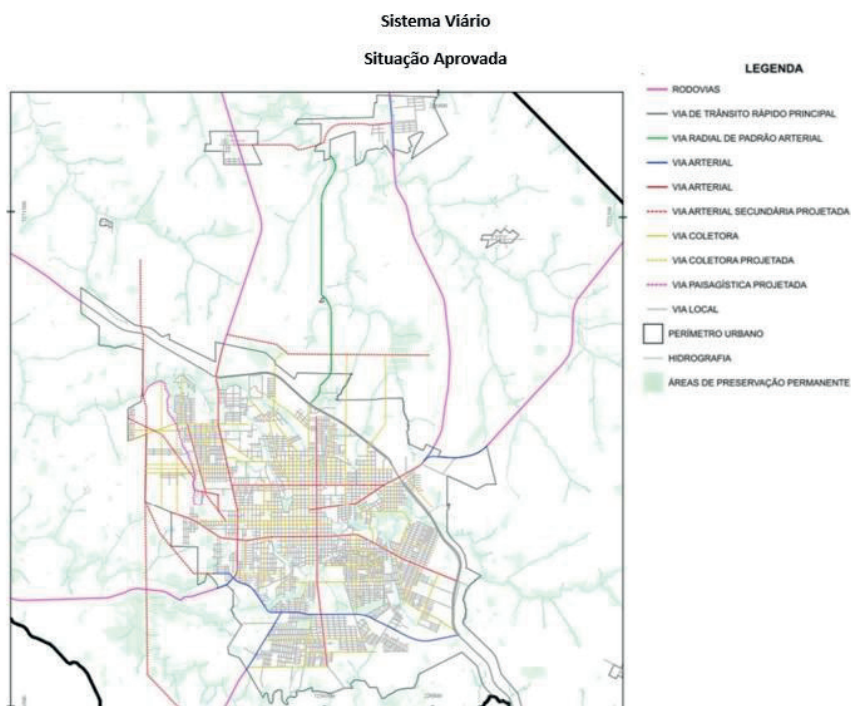 Sistema Viário
Situação Aprovada
LEGENDA
RODOVIAS
VIA DE TRÂNSITO RÁPIDO PRINCIPAL
VIA RADIAL DE PADRÃO ARTERIAL
VIA ARTERIAL
VIA ARTERIAL
VIA ARTERIAL SECUNDÁRIA PROJETADA
VIA COLETORA
VIA COLETORA PROJETADA
VIA PAISAGÍSTICA PROJETADA
VIA LOCAL
PERÍMETRO URBANO
HIDROGRAFIA
ÁREAS DE PRESERVAÇÃO PERMANENTE